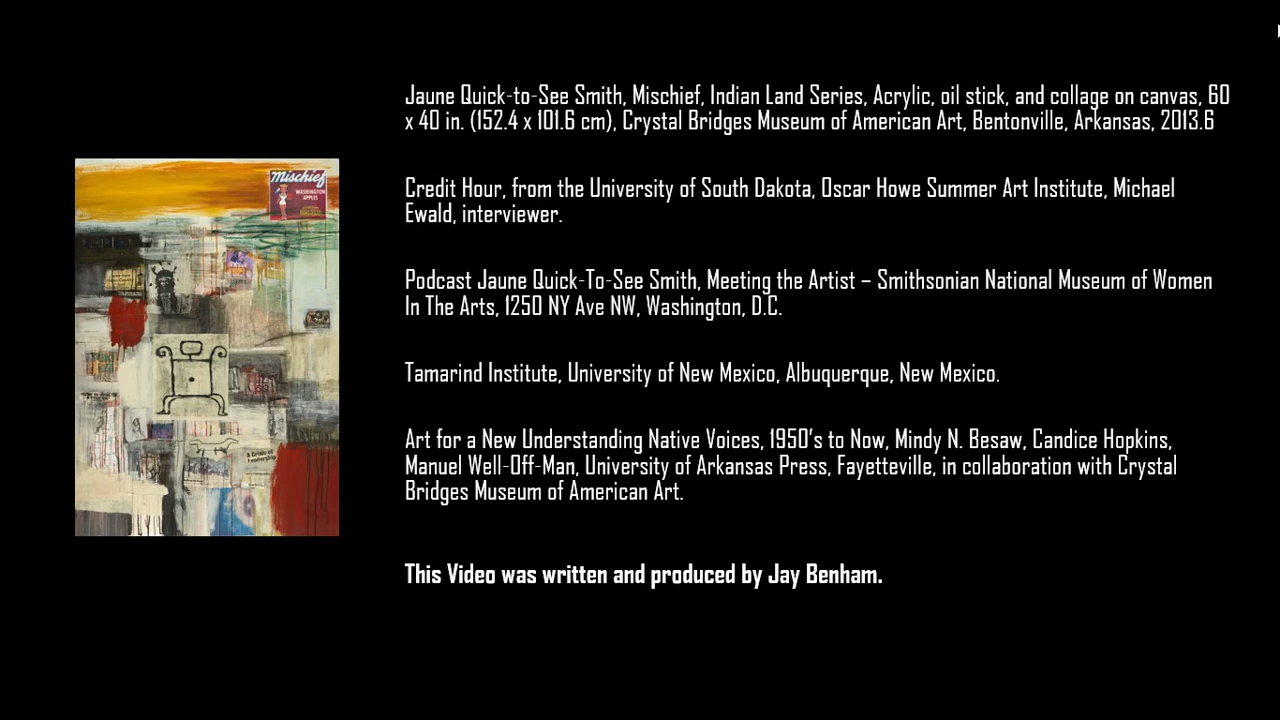 Jaune Quick-to-See Smith, Mischief, Indian Land Series, Acrylic, oil stick, and collage on canvas, 60
x 40 in. (152.4 x 101.6 cm), Crystal Bridges Museum of American Art, Bentonville, Arkansas, 2013.6
Mischief
WASHINGTON
APPLES
Credit Hour, from the University of South Dakota, Oscar Howe Summer Art Institute, Michael
Ewald, interviewer.
Podcast Jaune Quick-To-See Smith, Meeting the Artist – Smithsonian National Museum of Women
In The Arts, 1250 NY Ave NW, Washington, D.C.
Tamarind Institute, University of New Mexico, Albuquerque, New Mexico.
Art for a New Understanding Native Voices, 1950's to Now, Mindy N. Besaw, Candice Hopkins,
Manuel Well-Off-Man, University of Arkansas Press, Fayetteville, in collaboration with Crystal
Bridges Museum of American Art.
A Crisis of
Leadership
This Video was written and produced by Jay Benham.